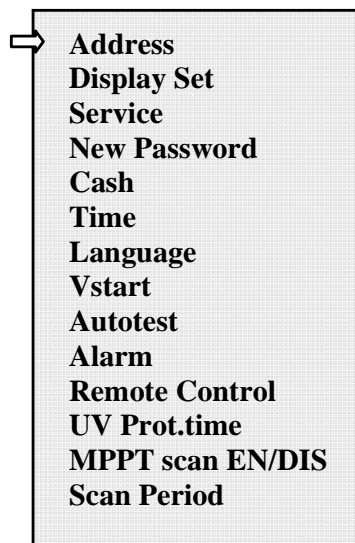 Address
Display Set
Service
New Password
Cash
Time
Language
Vstart
Autotest
Alarm
Remote Control
UV Prot.time
MPPT scan EN/DIS
Scan Period